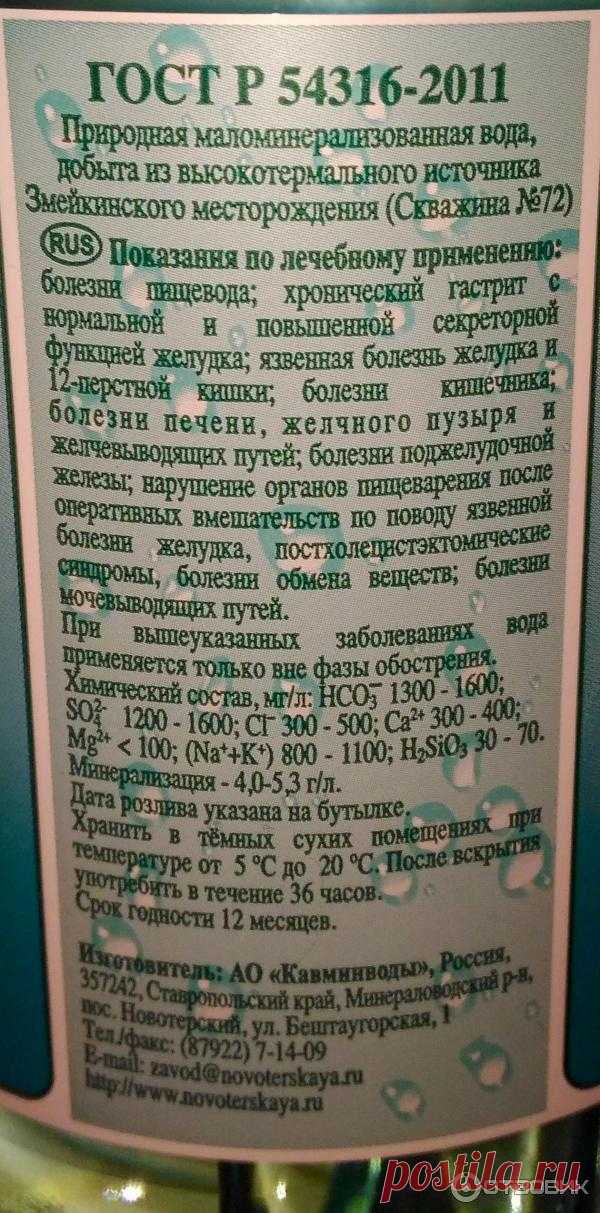 ГОСТ Р 54316-2011
Природная маломинерализованная вода,
добыта из высокотермального источника
Змейкинского месторождения (Скважина №72)
RUS Показания по лечебному применению:
болезни пищевода; хронический гастрит с
нормальной и повышенной секреторной
функцией желудка; язвенная болезнь желудка и
12-перстной кишки; болезни кишечника;
болезни печени, желчного пузыря и
желчевыводящих путей; болезни поджелудочной
железы; нарушение органов пищеварения после
оперативных вмешательств по поводу язвенной
болезни желудка, постхолецистэктомические
синдромы, болезни обмена веществ; болезни
мочевыводящих путей.
При вышеуказанных заболеваниях вода
применяется только вне фазы обострения.
Химический состав, мг/л: HCO₃⁻ 1300 - 1600;
SO₄²⁻ 1200 - 1600; Cl⁻ 300 - 500; Ca²⁺ 300 - 400;
Mg²⁺ < 100; (Na⁺+K⁺) 800 - 1100; H₂SiO₃ 30 - 70.
Минерализация - 4,0-5,3 г/л.
Дата розлива указана на бутылке.
Хранить в тёмных сухих помещениях при
температуре от 5 °C до 20 °C. После вскрытия
употребить в течение 36 часов.
Срок годности 12 месяцев.
Изготовитель: АО «Кавминводы», Россия,
357242, Ставропольский край, Минераловодский р-н,
пос. Новотерский, ул. Бештаугорская, 1
Тел./факс: (87922) 7-14-09
E-mail: zavod@novoterskaya.ru
http://www.novoterskaya.ru
postila.ru
ОТЗОВИК